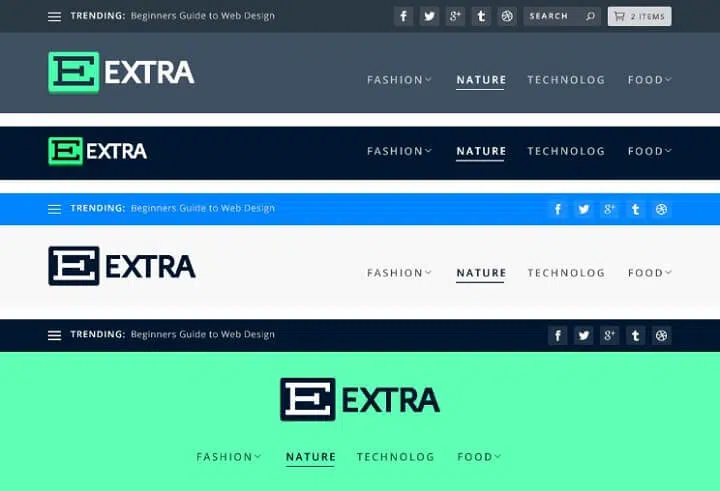 TRENDING: Beginners Guide to Web Design SEARCH 2 ITEMS
E EXTRA
FASHION NATURE TECHNOLOG FOOD
E EXTRA FASHION NATURE TECHNOLOG FOOD
TRENDING: Beginners Guide to Web Design
E EXTRA
FASHION NATURE TECHNOLOG FOOD
TRENDING: Beginners Guide to Web Design
E EXTRA
FASHION NATURE TECHNOLOG FOOD